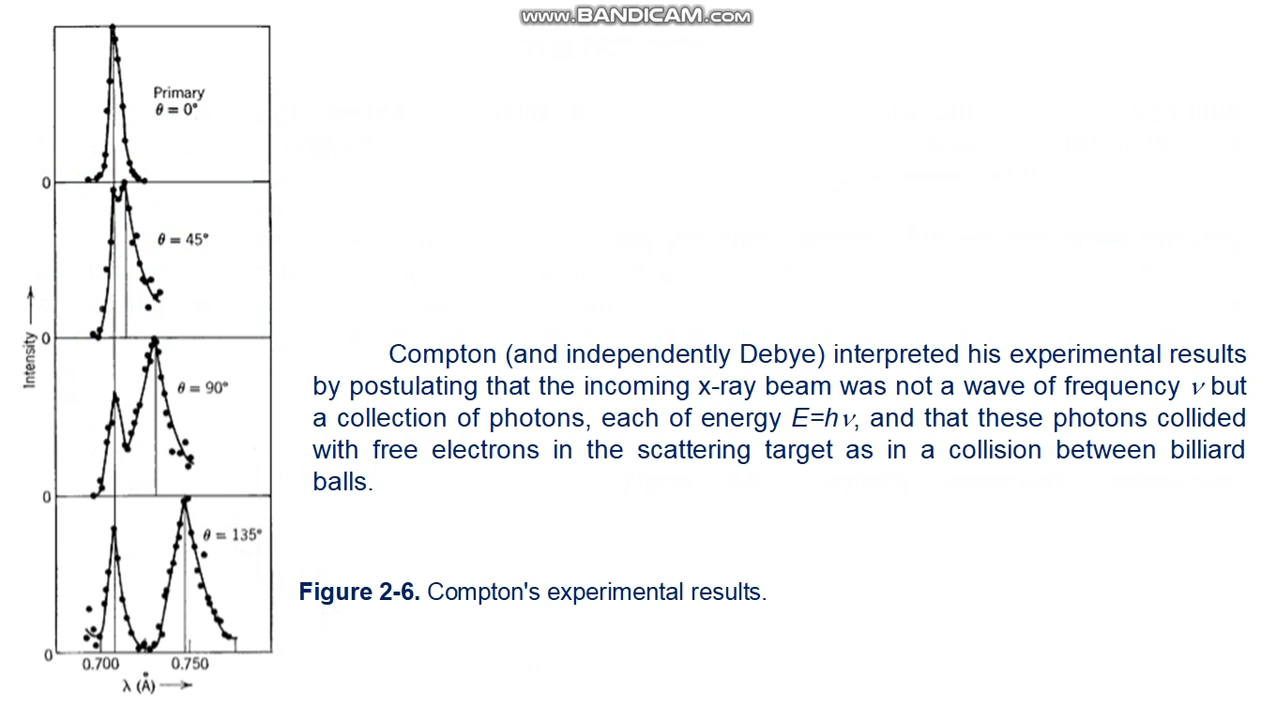 www.BANDICAM.com
Primary
θ = 0°
0
θ = 45°
0
θ = 90°
0
θ = 135°
0
0.700 0.750
λ (Å)
Intensity
Compton (and independently Debye) interpreted his experimental results
by postulating that the incoming x-ray beam was not a wave of frequency ν but
a collection of photons, each of energy E=hν, and that these photons collided
with free electrons in the scattering target as in a collision between billiard
balls.
Figure 2-6. Compton's experimental results.